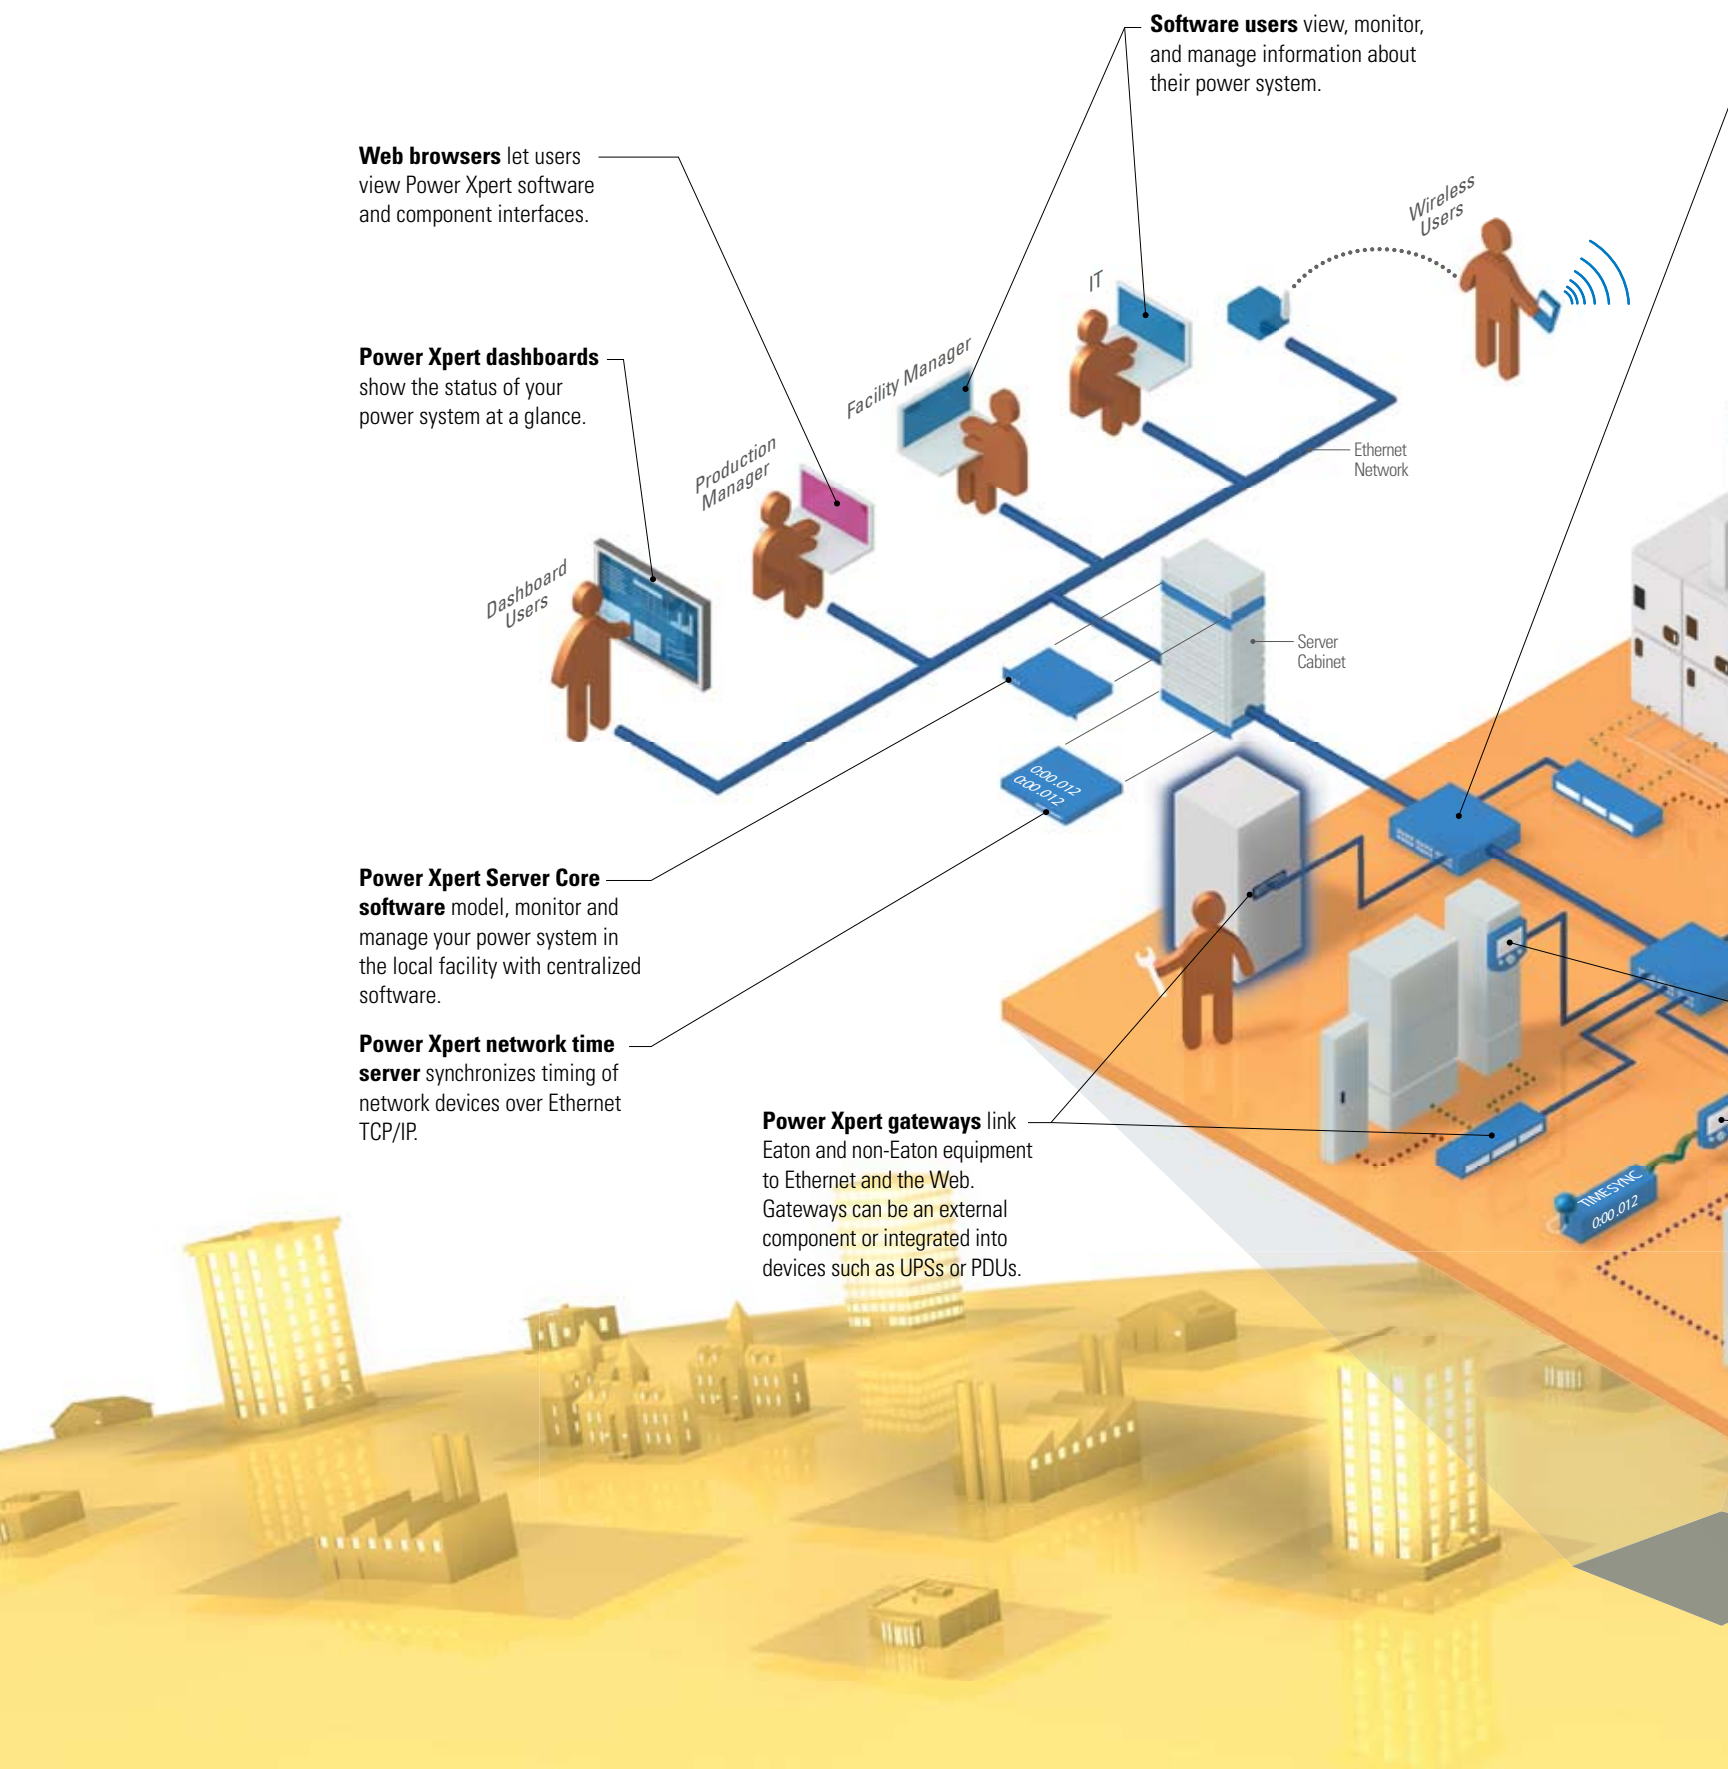 Software users view, monitor,
and manage information about
their power system.
Web browsers let users
view Power Xpert software
and component interfaces.
Wireless
Users
IT
Power Xpert dashboards
show the status of your
power system at a glance.
Facility Manager
Ethernet
Network
Production
Manager
Dashboard
Users
Server
Cabinet
0:00.012
0:00.012
Power Xpert Server Core
software model, monitor and
manage your power system in
the local facility with centralized
software.
Power Xpert network time
server synchronizes timing of
network devices over Ethernet
TCP/IP.
Power Xpert gateways link
Eaton and non-Eaton equipment
to Ethernet and the Web.
Gateways can be an external
component or integrated into
devices such as UPSs or PDUs.
TIMESYNC
0:00.012